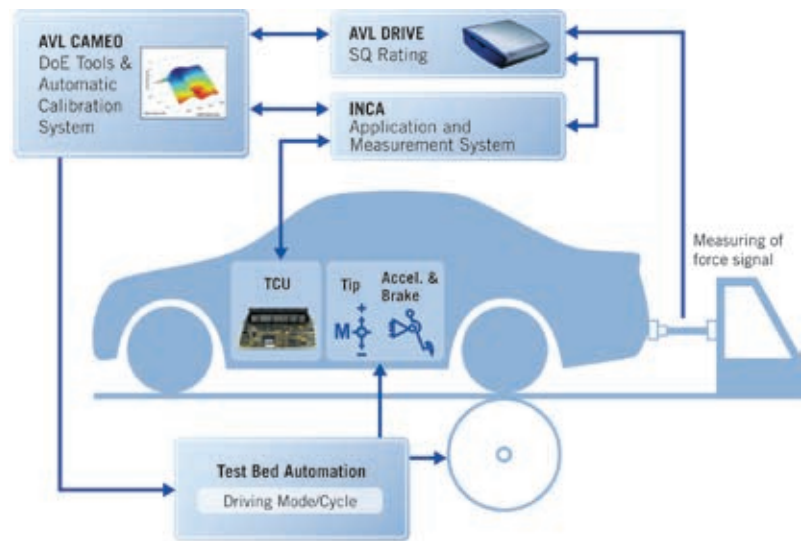 AVL CAMEO
DoE Tools &
Automatic
Calibration
System
AVL DRIVE
SQ Rating
INCA
Application and
Measurement System
Measuring of
force signal
TCU
Tip
+
M
–
Accel. &
Brake
Test Bed Automation
Driving Mode/Cycle